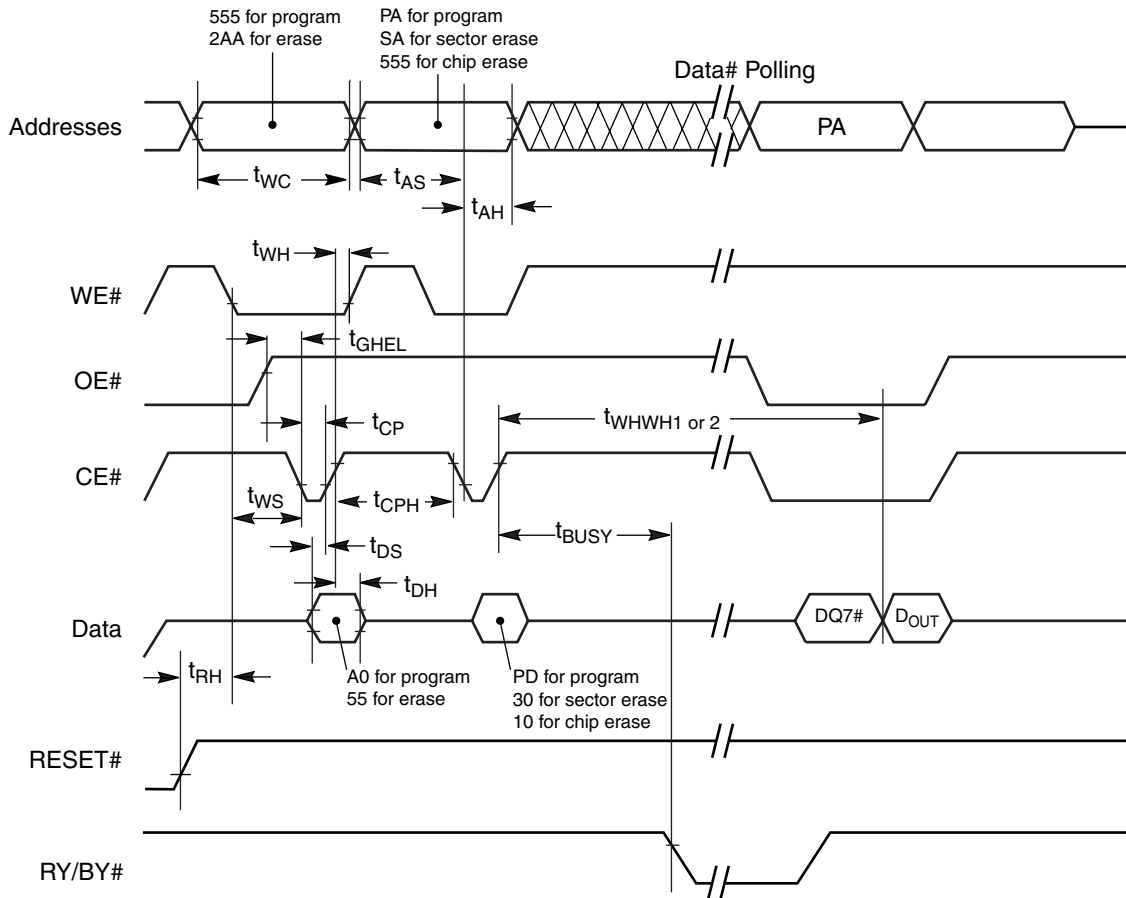 555 for program
2AA for erase
PA for program
SA for sector erase
555 for chip erase
Data# Polling
Addresses
PA
tWC
tAS
tAH
tWH
WE#
tGHEL
OE#
tCP
tWHWH1 or 2
CE#
tWS
tCPH
tBUSY
tDS
tDH
Data
DQ7#
DOUT
tRH
A0 for program
55 for erase
PD for program
30 for sector erase
10 for chip erase
RESET#
RY/BY#